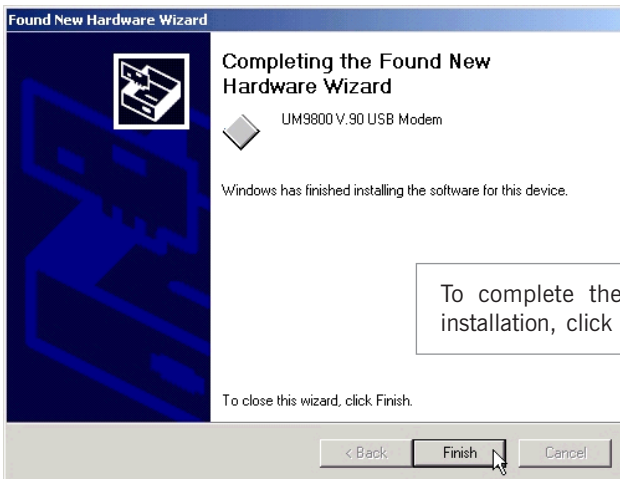 Found New Hardware Wizard
Completing the Found New
Hardware Wizard
UM9800 V.90 USB Modem
Windows has finished installing the software for this device.
To complete the
installation, click
To close this wizard, click Finish.
< Back
Finish
Cancel